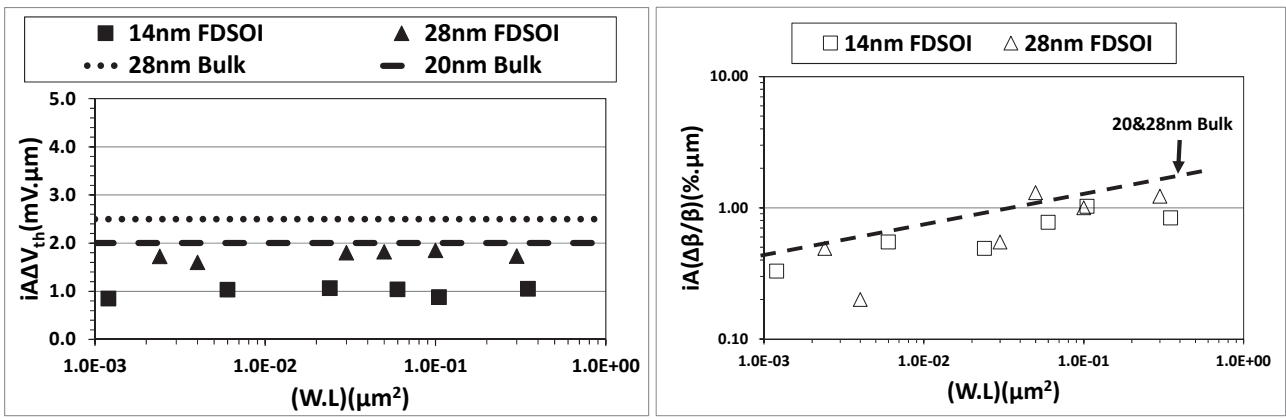 14nm FDSOI 28nm FDSOI
28nm Bulk 20nm Bulk
5.0
4.0
3.0
2.0
1.0
0.0
iAΔVth(mV.µm)
1.0E-03 1.0E-02 1.0E-01 1.0E+00
(W.L)(µm²)
14nm FDSOI 28nm FDSOI
10.00
1.00
0.10
iA(Δβ/β)(%.µm)
20&28nm Bulk
1.0E-03 1.0E-02 1.0E-01 1.0E+00
(W.L)(µm²)